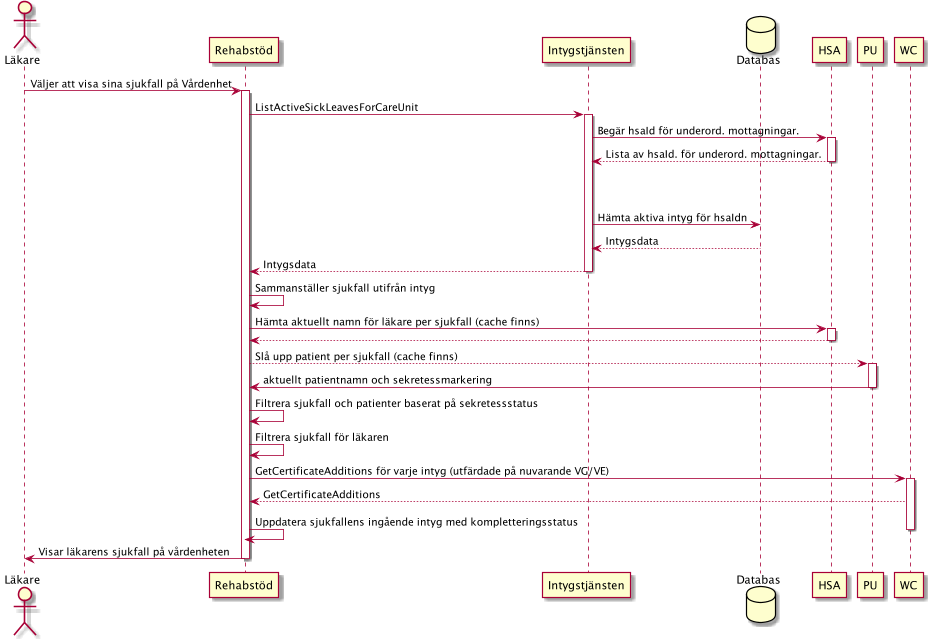 Läkare
Rehabstöd
Intygstjänsten
Databas
HSA
PU
WC
Väljer att visa sina sjukfall på Vårdenhet
ListActiveSickLeavesForCareUnit
Begär hsaId för underord. mottagningar.
Lista av hsaId. för underord. mottagningar.
Hämta aktiva intyg för hsaIdn
Intygsdata
Intygsdata
Sammanställer sjukfall utifrån intyg
Hämta aktuellt namn för läkare per sjukfall (cache finns)
Slå upp patient per sjukfall (cache finns)
aktuellt patientnamn och sekretessmarkering
Filtrera sjukfall och patienter baserat på sekretessstatus
Filtrera sjukfall för läkaren
GetCertificateAdditions för varje intyg (utfärdade på nuvarande VG/VE)
GetCertificateAdditions
Uppdatera sjukfallens ingående intyg med kompletteringsstatus
Visar läkarens sjukfall på vårdenheten
Läkare
Rehabstöd
Intygstjänsten
Databas
HSA
PU
WC